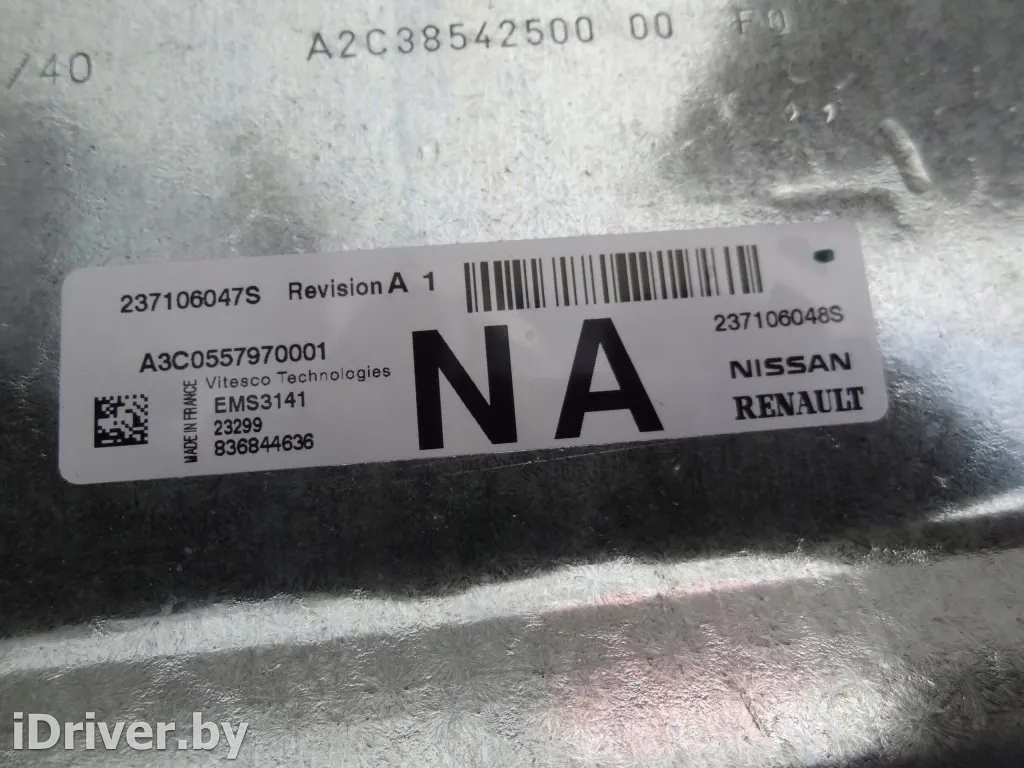 A2C38542500 00 F0
/40
237106047S Revision A 1
237106048S
A3C0557970001
Vitesco Technologies
MADE IN FRANCE
EMS3141
23299
836844636
NA
NISSAN
RENAULT
iDriver.by